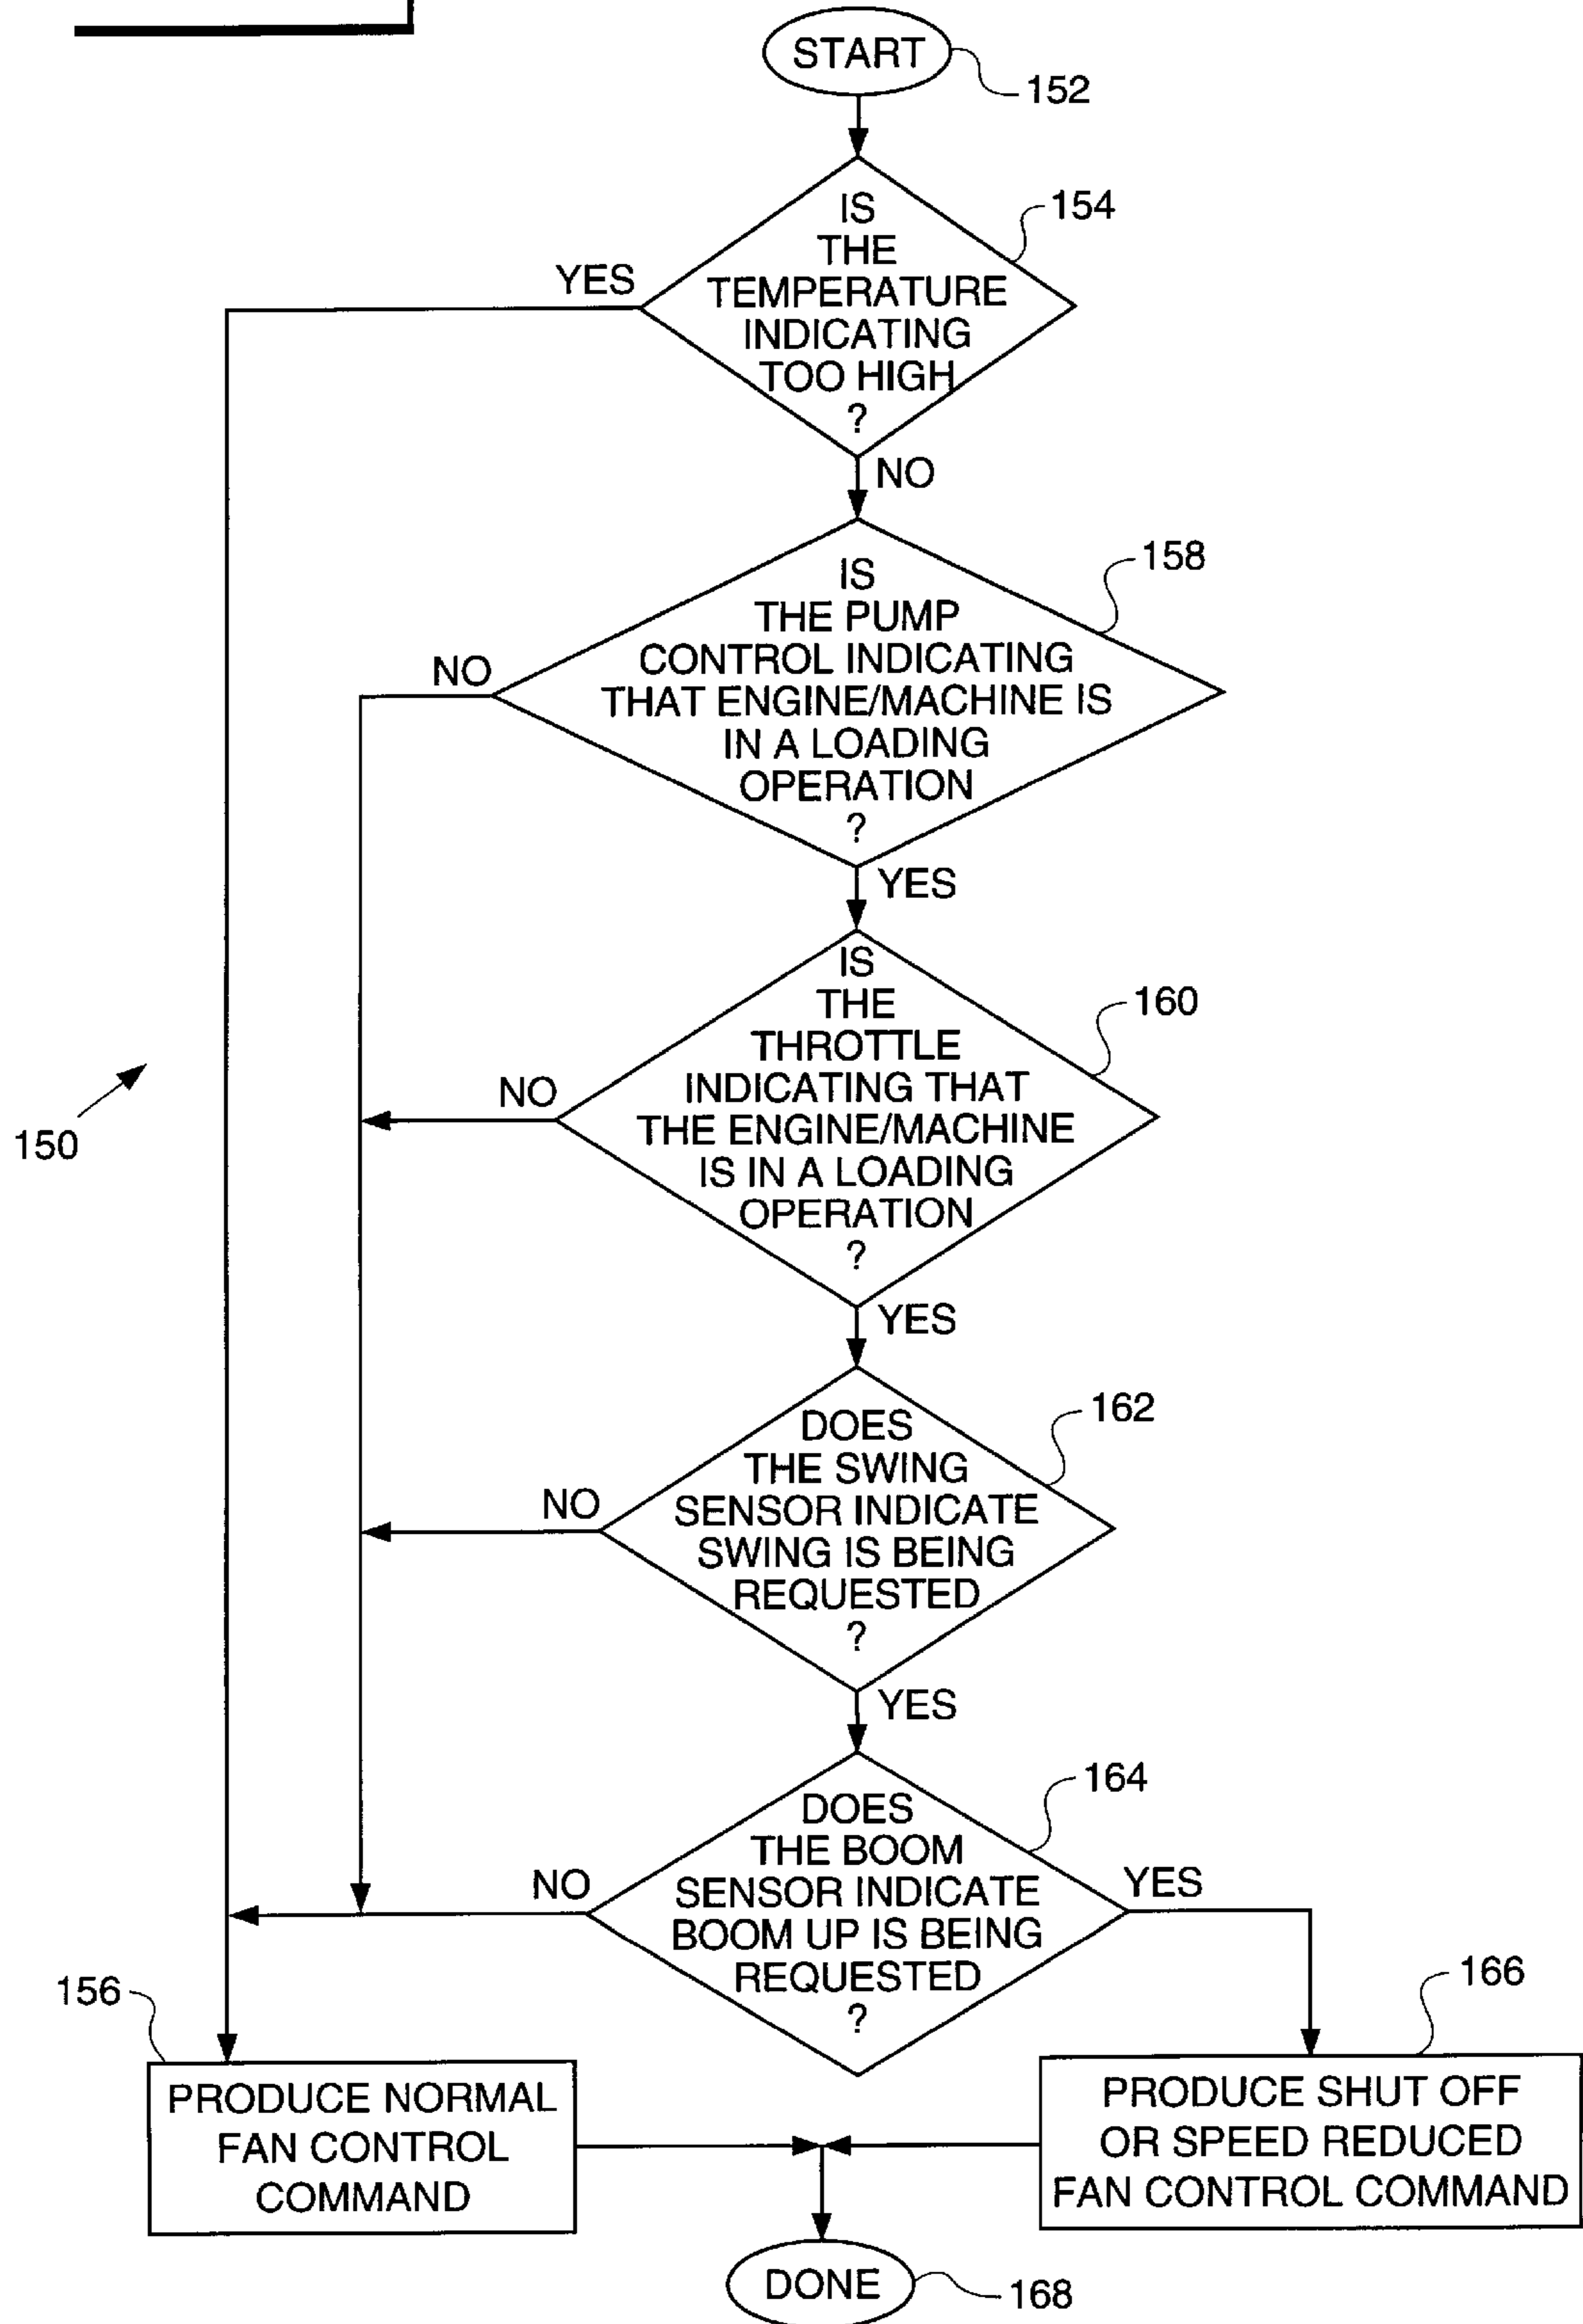 START
152
IS
THE
TEMPERATURE
INDICATING
TOO HIGH
?
154
YES
NO
IS
THE PUMP
CONTROL INDICATING
THAT ENGINE/MACHINE IS
IN A LOADING
OPERATION
?
158
NO
YES
IS
THE
THROTTLE
INDICATING THAT
THE ENGINE/MACHINE
IS IN A LOADING
OPERATION
?
160
NO
150
YES
DOES
THE SWING
SENSOR INDICATE
SWING IS BEING
REQUESTED
?
162
NO
YES
DOES
THE BOOM
SENSOR INDICATE
BOOM UP IS BEING
REQUESTED
?
164
NO
YES
156
166
PRODUCE NORMAL
FAN CONTROL
COMMAND
PRODUCE SHUT OFF
OR SPEED REDUCED
FAN CONTROL COMMAND
DONE
168